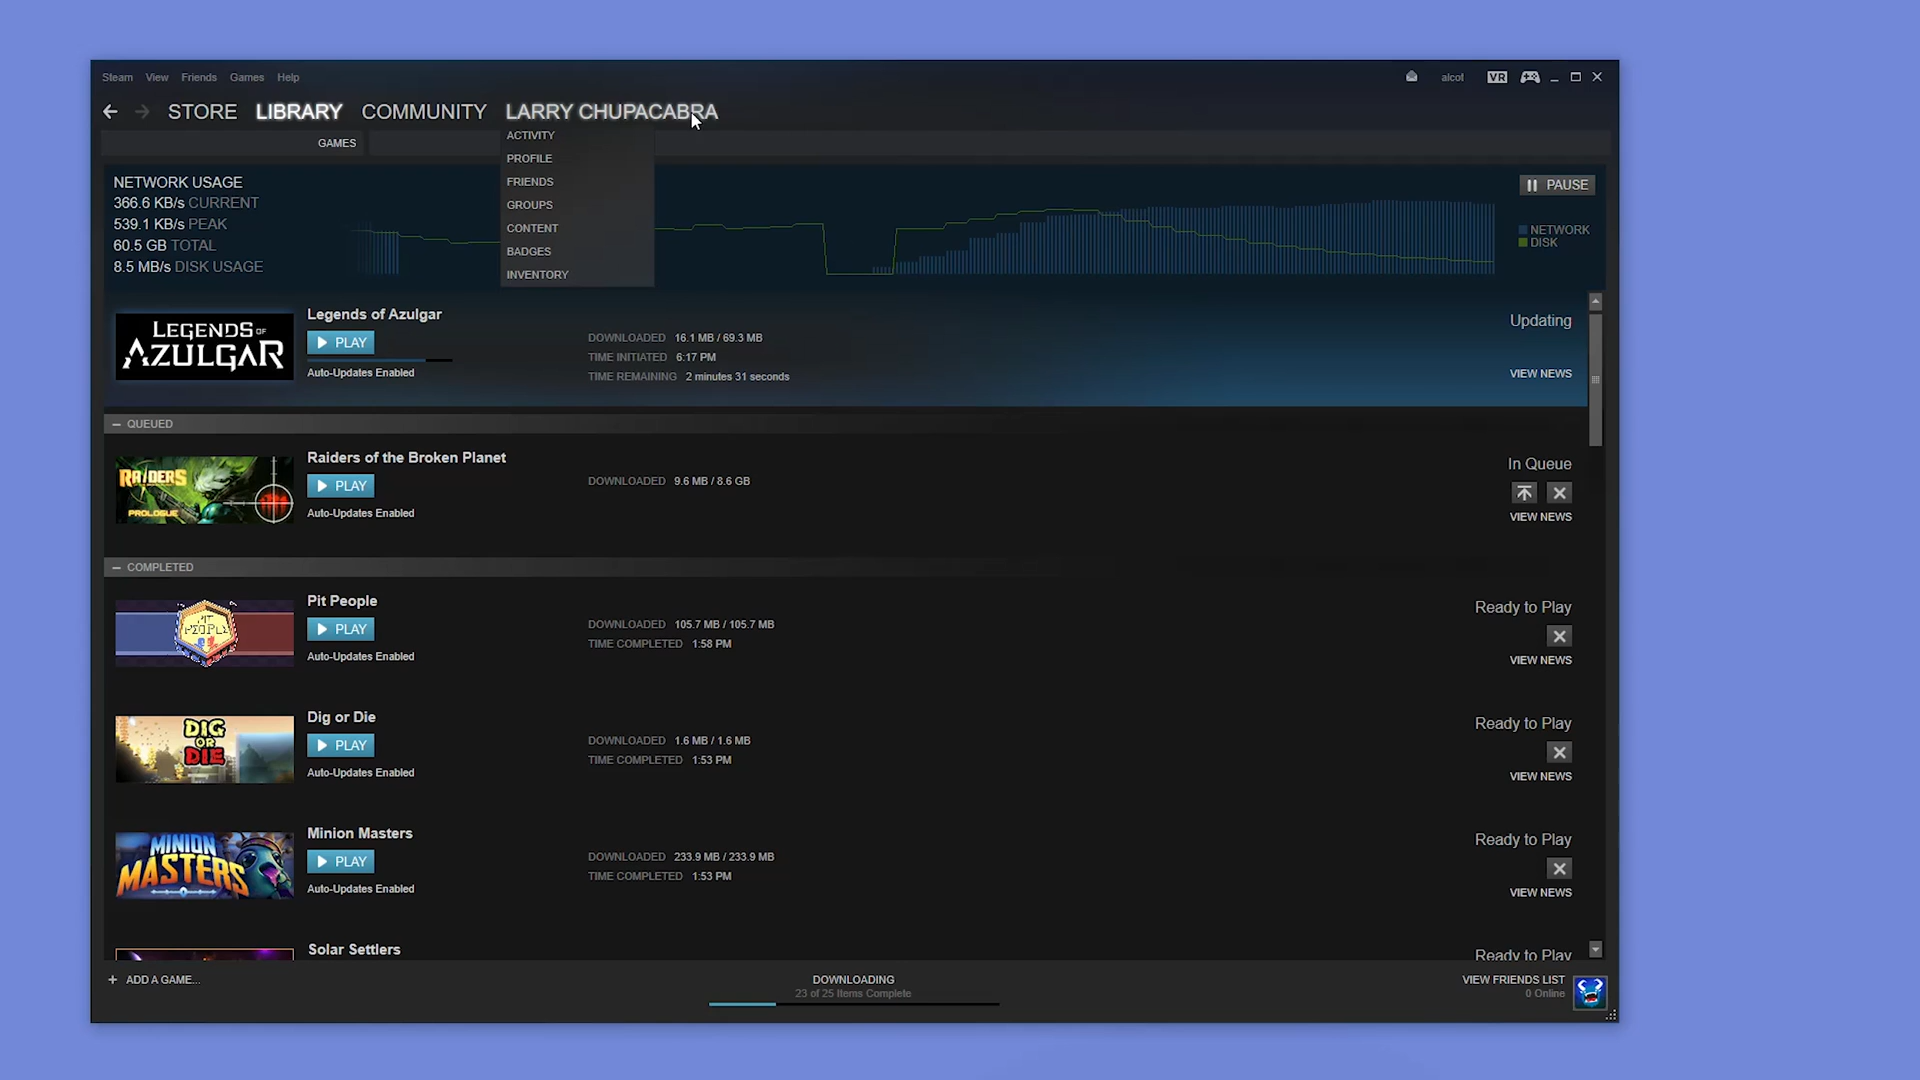 Steam View Friends Games Help
alcot VR
STORE LIBRARY COMMUNITY LARRY CHUPACABRA
GAMES
ACTIVITY
PROFILE
FRIENDS
GROUPS
CONTENT
BADGES
INVENTORY
NETWORK USAGE
366.6 KB/s CURRENT
539.1 KB/s PEAK
60.5 GB TOTAL
8.5 MB/s DISK USAGE
PAUSE
NETWORK
DISK
LEGENDS OF
AZULGAR
Legends of Azulgar
PLAY
Auto-Updates Enabled
DOWNLOADED 16.1 MB / 69.3 MB
TIME INITIATED 6:17 PM
TIME REMAINING 2 minutes 31 seconds
Updating
VIEW NEWS
QUEUED
RAIDERS
PROLOGUE
Raiders of the Broken Planet
PLAY
Auto-Updates Enabled
DOWNLOADED 9.6 MB / 8.6 GB
In Queue
VIEW NEWS
COMPLETED
PIT
PEOPLE
Pit People
PLAY
Auto-Updates Enabled
DOWNLOADED 105.7 MB / 105.7 MB
TIME COMPLETED 1:58 PM
Ready to Play
VIEW NEWS
DIG
OR
DIE
Dig or Die
PLAY
Auto-Updates Enabled
DOWNLOADED 1.6 MB / 1.6 MB
TIME COMPLETED 1:53 PM
Ready to Play
VIEW NEWS
MINION
MASTERS
Minion Masters
PLAY
Auto-Updates Enabled
DOWNLOADED 233.9 MB / 233.9 MB
TIME COMPLETED 1:53 PM
Ready to Play
VIEW NEWS
Solar Settlers
Ready to Play
+ ADD A GAME...
DOWNLOADING
23 of 25 Items Complete
VIEW FRIENDS LIST
0 Online